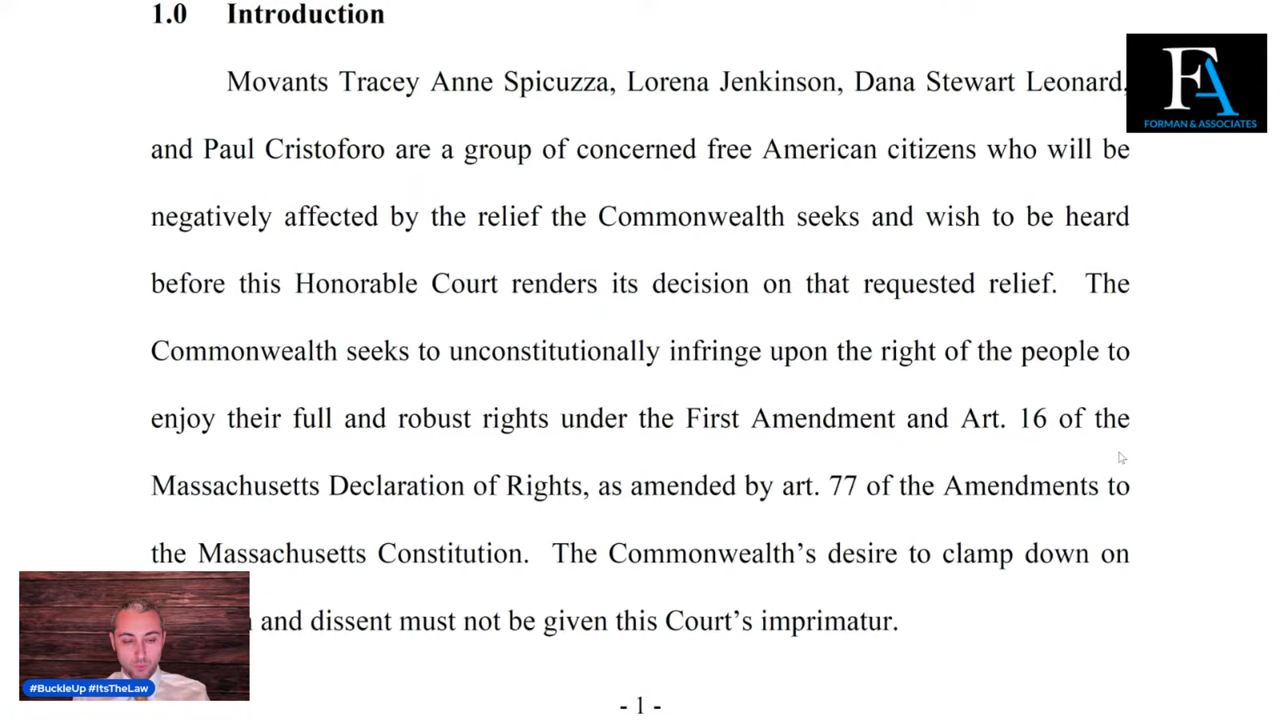 1.0 Introduction
Movants Tracey Anne Spicuzza, Lorena Jenkinson, Dana Stewart Leonard,
and Paul Cristoforo are a group of concerned free American citizens who will be
negatively affected by the relief the Commonwealth seeks and wish to be heard
before this Honorable Court renders its decision on that requested relief. The
Commonwealth seeks to unconstitutionally infringe upon the right of the people to
enjoy their full and robust rights under the First Amendment and Art. 16 of the
Massachusetts Declaration of Rights, as amended by art. 77 of the Amendments to
the Massachusetts Constitution. The Commonwealth's desire to clamp down on
and dissent must not be given this Court's imprimatur.
- 1 -
FA
FORMAN & ASSOCIATES
#BuckleUp #ItsTheLaw